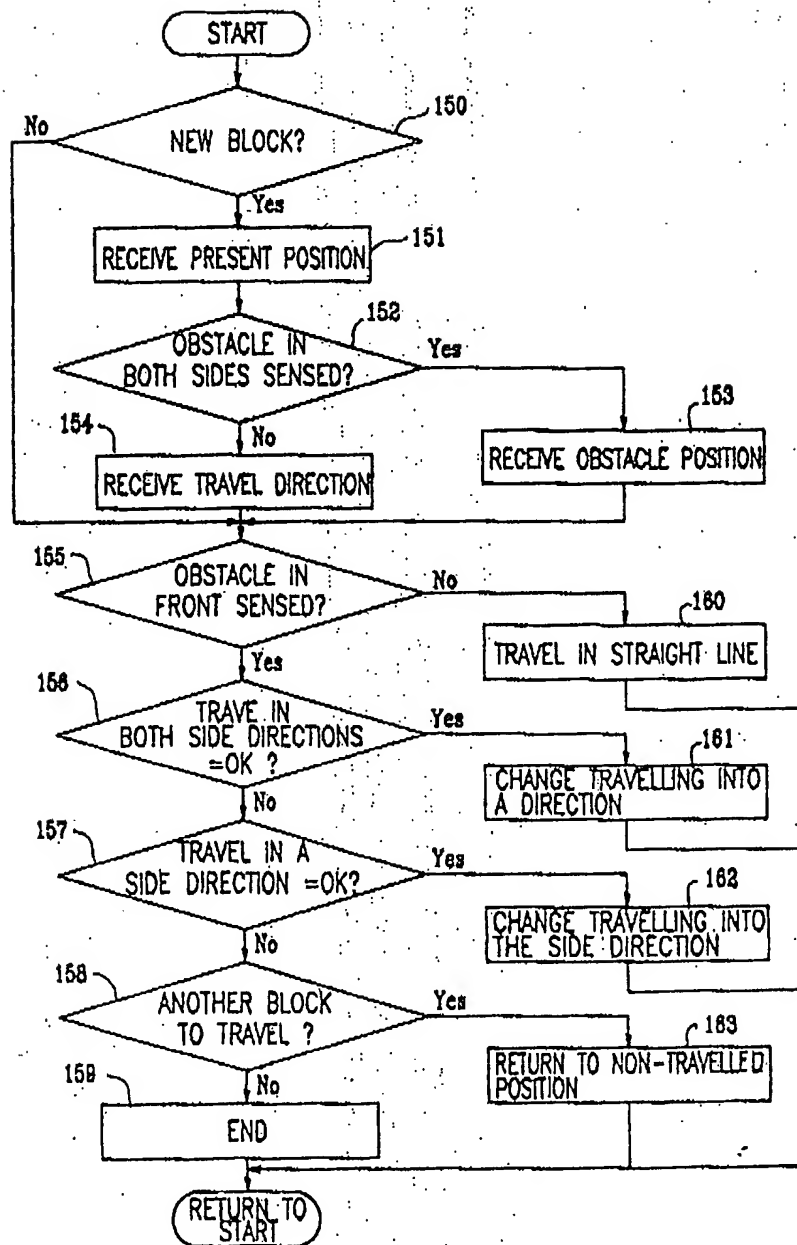 START
150
No
NEW BLOCK?
Yes
151
RECEIVE PRESENT POSITION
152
OBSTACLE IN
BOTH SIDES SENSED?
Yes
153
154
No
RECEIVE OBSTACLE POSITION
RECEIVE TRAVEL DIRECTION
155
OBSTACLE IN
FRONT SENSED?
No
160
TRAVEL IN STRAIGHT LINE
Yes
156
TRAVE IN
BOTH SIDE DIRECTIONS
=OK ?
Yes
161
CHANGE TRAVELLING INTO
A DIRECTION
No
157
TRAVEL IN A
SIDE DIRECTION =OK?
Yes
162
CHANGE TRAVELLING INTO
THE SIDE DIRECTION
No
158
ANOTHER BLOCK
TO TRAVEL ?
Yes
163
RETURN TO NON-TRAVELLED
POSITION
159
No
END
RETURN TO
START